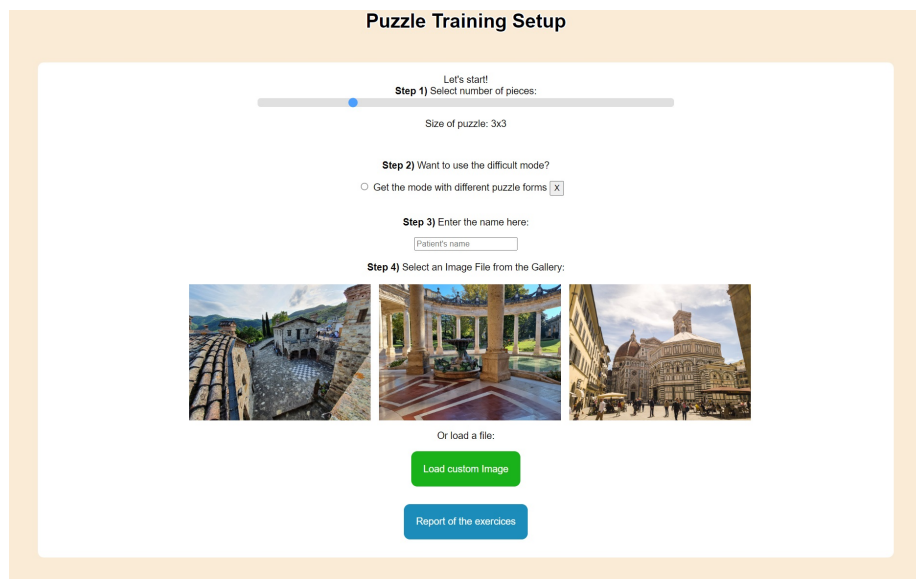 Puzzle Training Setup
Let's start!
Step 1) Select number of pieces:
Size of puzzle: 3x3
Step 2) Want to use the difficult mode?
Get the mode with different puzzle forms X
Step 3) Enter the name here:
Patient's name
Step 4) Select an Image File from the Gallery:
Or load a file:
Load custom Image
Report of the exercices